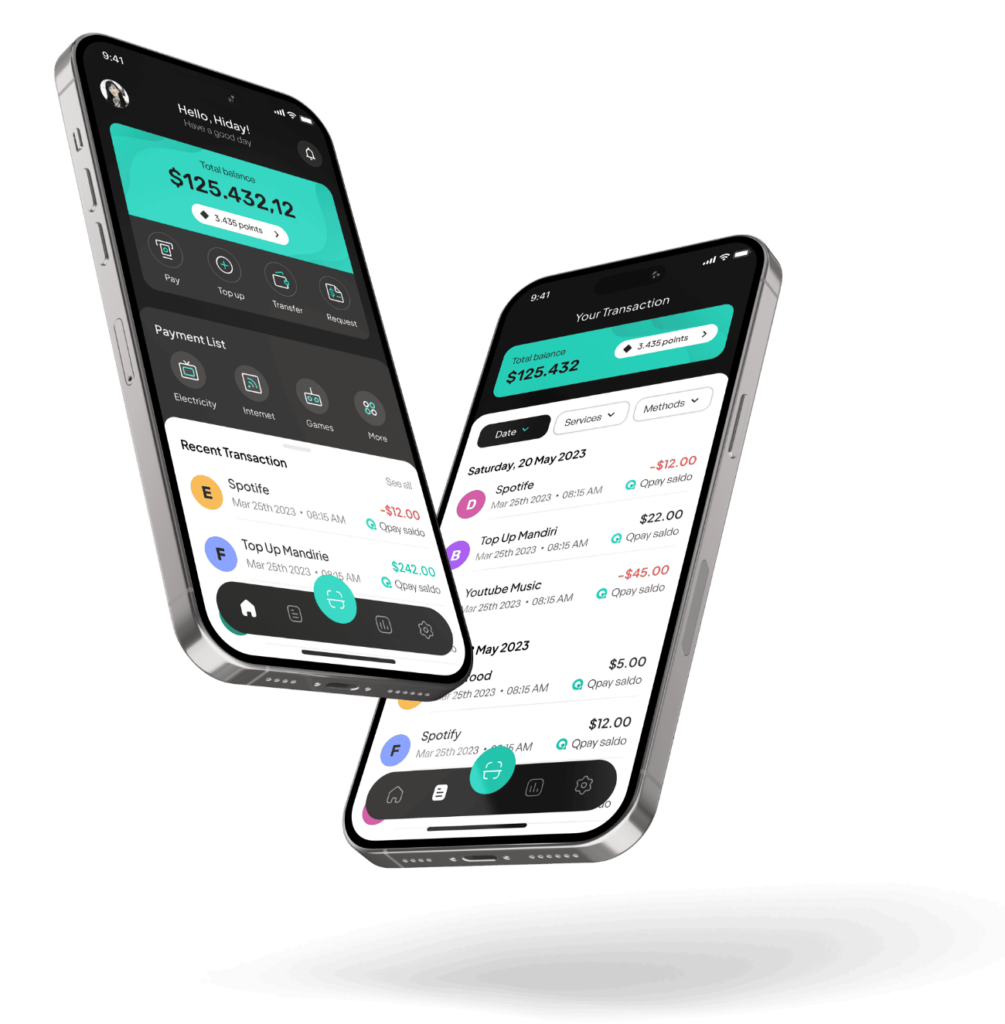 9:41
Hello, Hiday!
Have a good day
Total balance
$125.432,12
3.435 points
Pay
Top up
Transfer
Request
Payment List
Electricity
Internet
Games
More
Recent Transaction
See all
E
Spotife
-$12.00
Mar 25th 2023 • 08:15 AM
Qpay saldo
F
Top Up Mandirie
$242.00
Mar 25th 2023 • 08:15 AM
Qpay saldo
9:41
Your Transaction
Total balance
$125.432
3.435 points
Date
Services
Methods
Saturday, 20 May 2023
D
Spotife
-$12.00
Mar 25th 2023 • 08:15 AM
Qpay saldo
B
Top Up Mandiri
$22.00
Mar 25th 2023 • 08:15 AM
Qpay saldo
Youtube Music
-$45.00
Mar 25th 2023 • 08:15 AM
Qpay saldo
May 2023
ood
$5.00
25th 2023 • 08:15 AM
Qpay saldo
F
Spotify
$12.00
Mar 25th 2023 • 08:15 AM
Qpay saldo
do